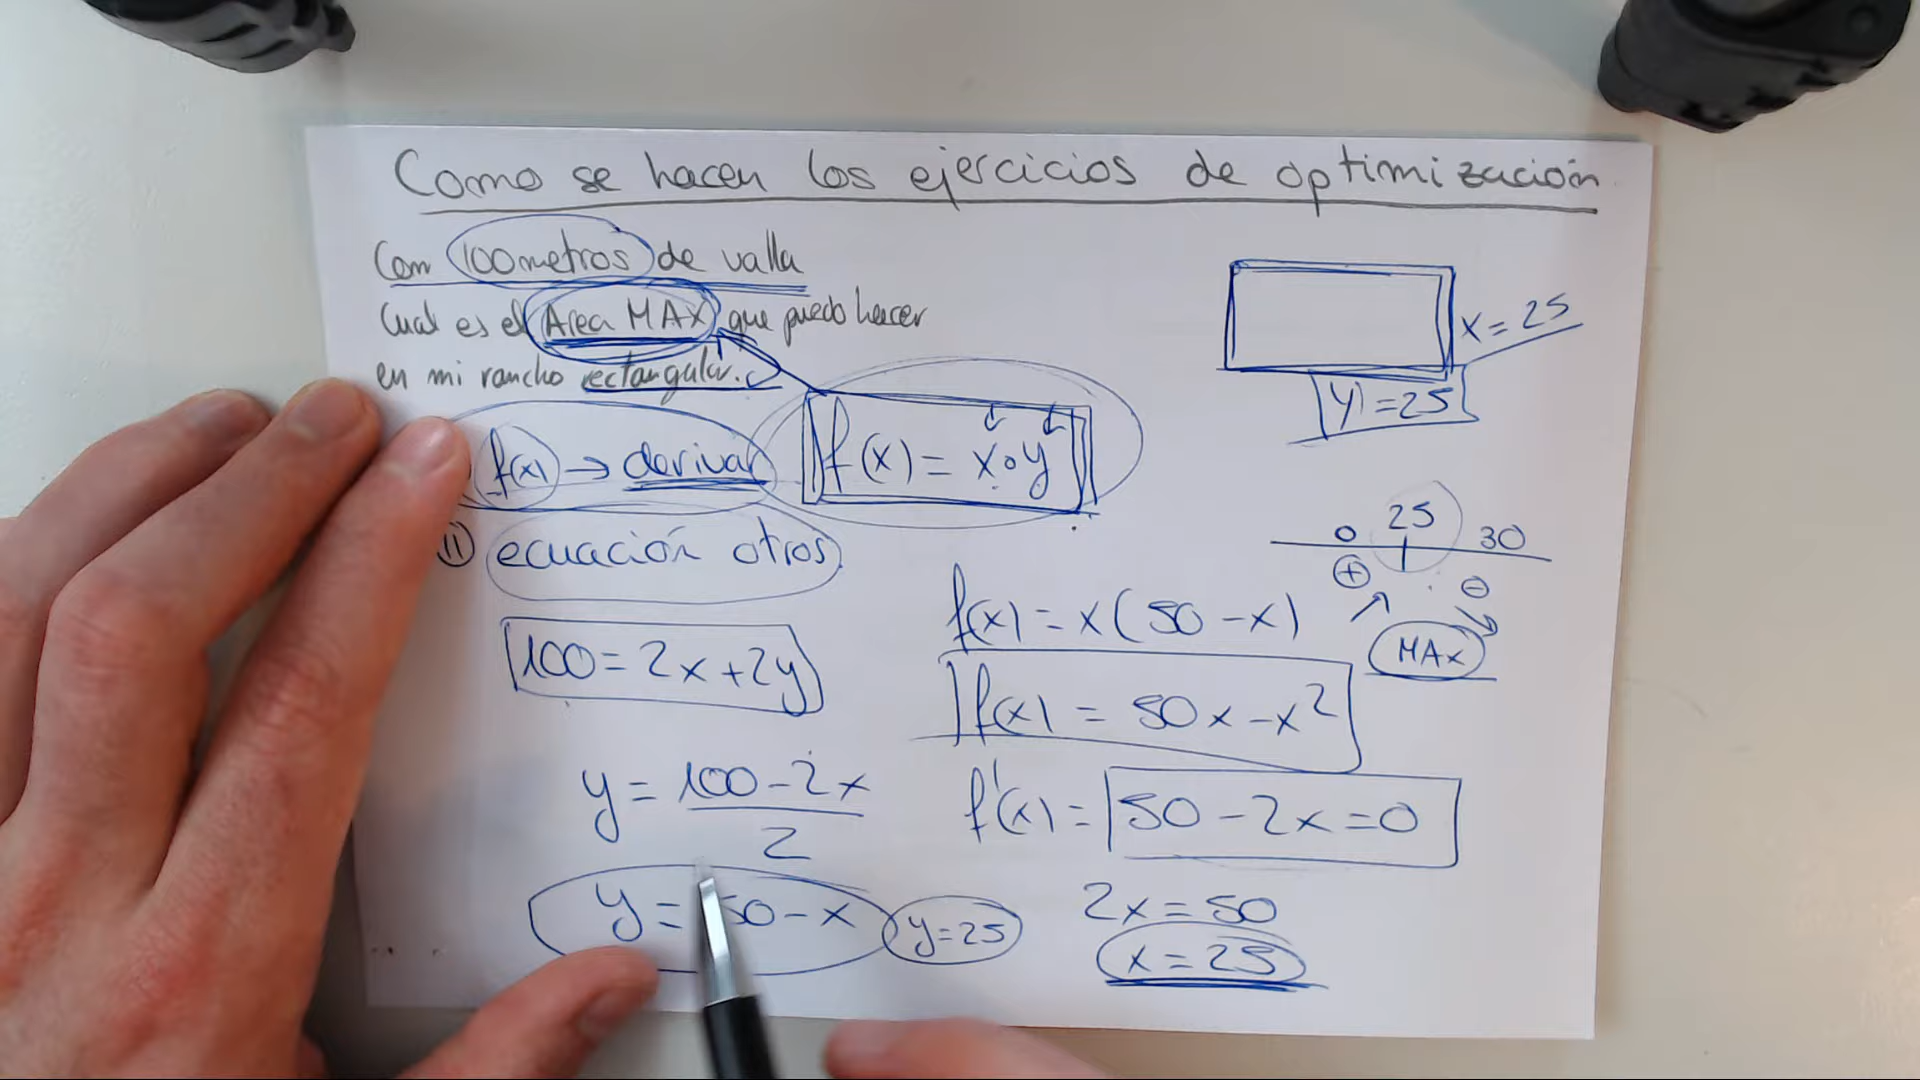 Como se hacen los ejercicios de optimización
Con 100metros de valla
Cual es el Area MAX que puedo hacer
en mi rancho rectangular.
x = 25
y = 25
f(x) → derivar
f(x) = x·y
11) ecuación otros
0 25 30
+ -
MAX
100 = 2x + 2y
f(x) = x(50 - x)
f(x) = 50x - x²
y = 100 - 2x
2
f'(x) = 50 - 2x = 0
y = 50 - x
y = 25
2x = 50
x = 25